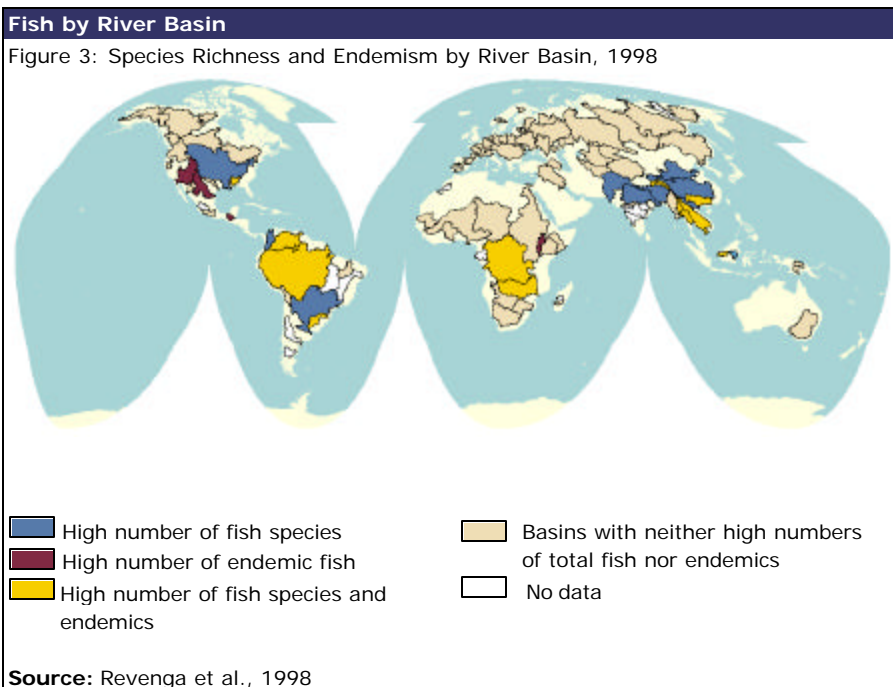 Fish by River Basin
Figure 3: Species Richness and Endemism by River Basin, 1998
High number of fish species
High number of endemic fish
High number of fish species and
endemics
Basins with neither high numbers
of total fish nor endemics
No data
Source: Revenga et al., 1998